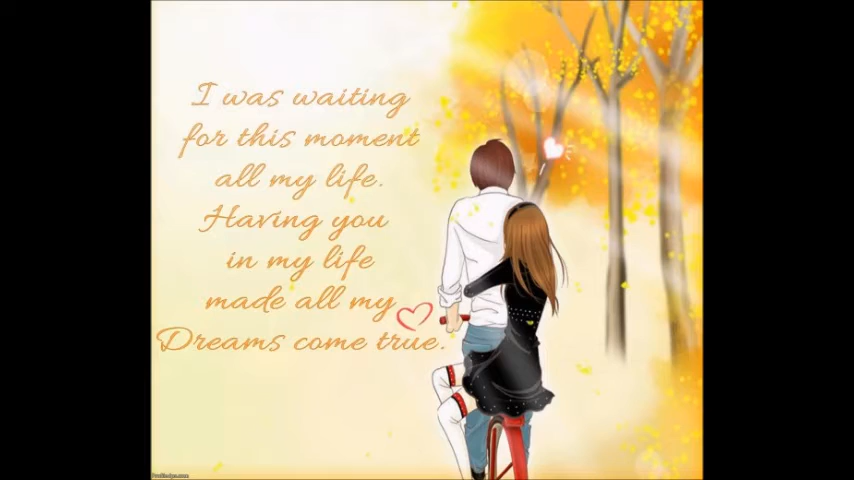 I was waiting
for this moment
all my life.
Having you
in my life
made all my
Dreams come true.